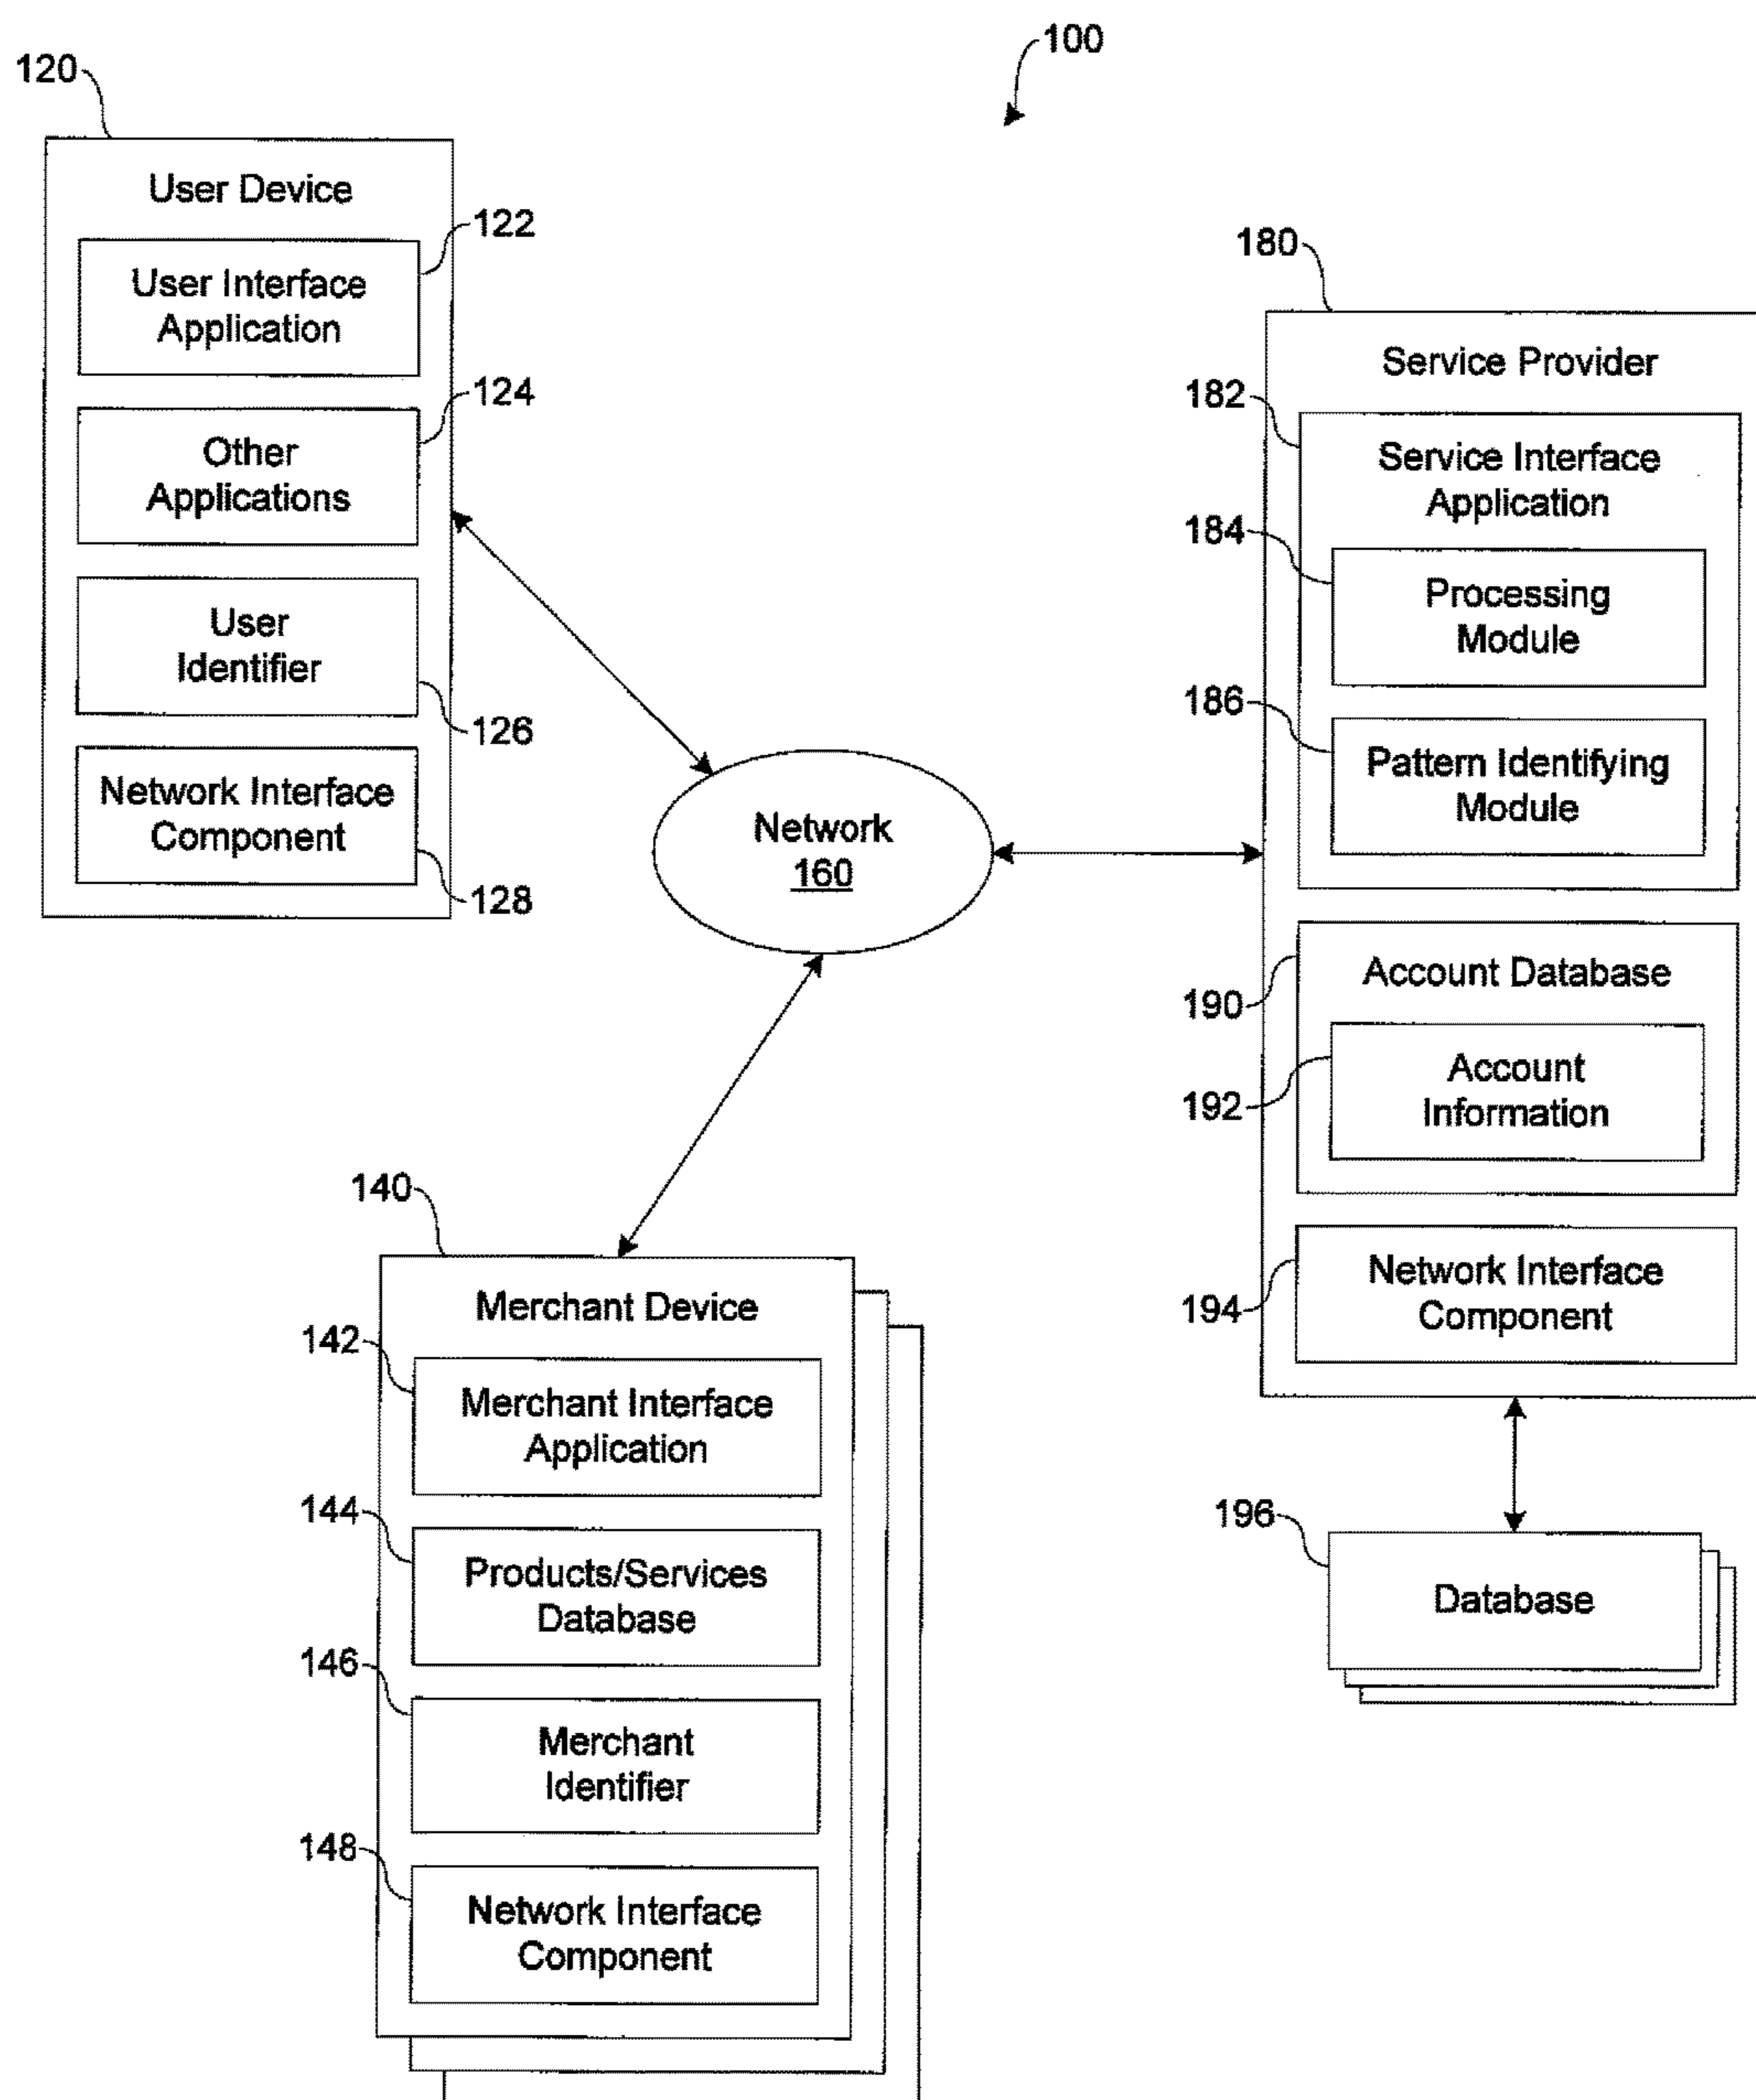 100
120
User Device
122
User Interface
Application
124
Other
Applications
User
Identifier
126
Network Interface
Component
128
Network
160
180
Service Provider
182
Service Interface
Application
184
Processing
Module
186
Pattern Identifying
Module
190
Account Database
192
Account
Information
194
Network Interface
Component
196
Database
140
Merchant Device
142
Merchant Interface
Application
144
Products/Services
Database
146
Merchant
Identifier
148
Network Interface
Component